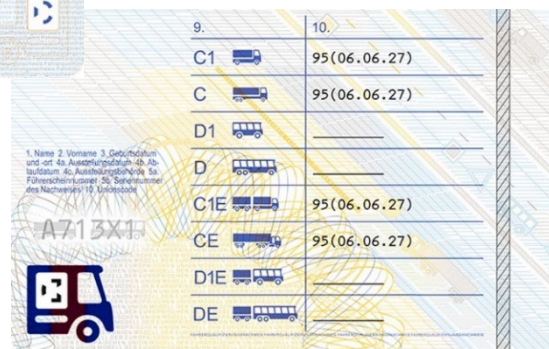 9. 10.
C1 95(06.06.27)
C 95(06.06.27)
D1
D
1. Name 2. Vorname 3. Geburtsdatum
und -ort 4a. Ausstellungsdatum 4b. Ab-
laufdatum 4c. Ausstellungsbehörde 5a.
Führerscheinnummer 5b. Seriennummer
des Nachweises 10. Unionscode
C1E 95(06.06.27)
A713X1
CE 95(06.06.27)
D1E
DE